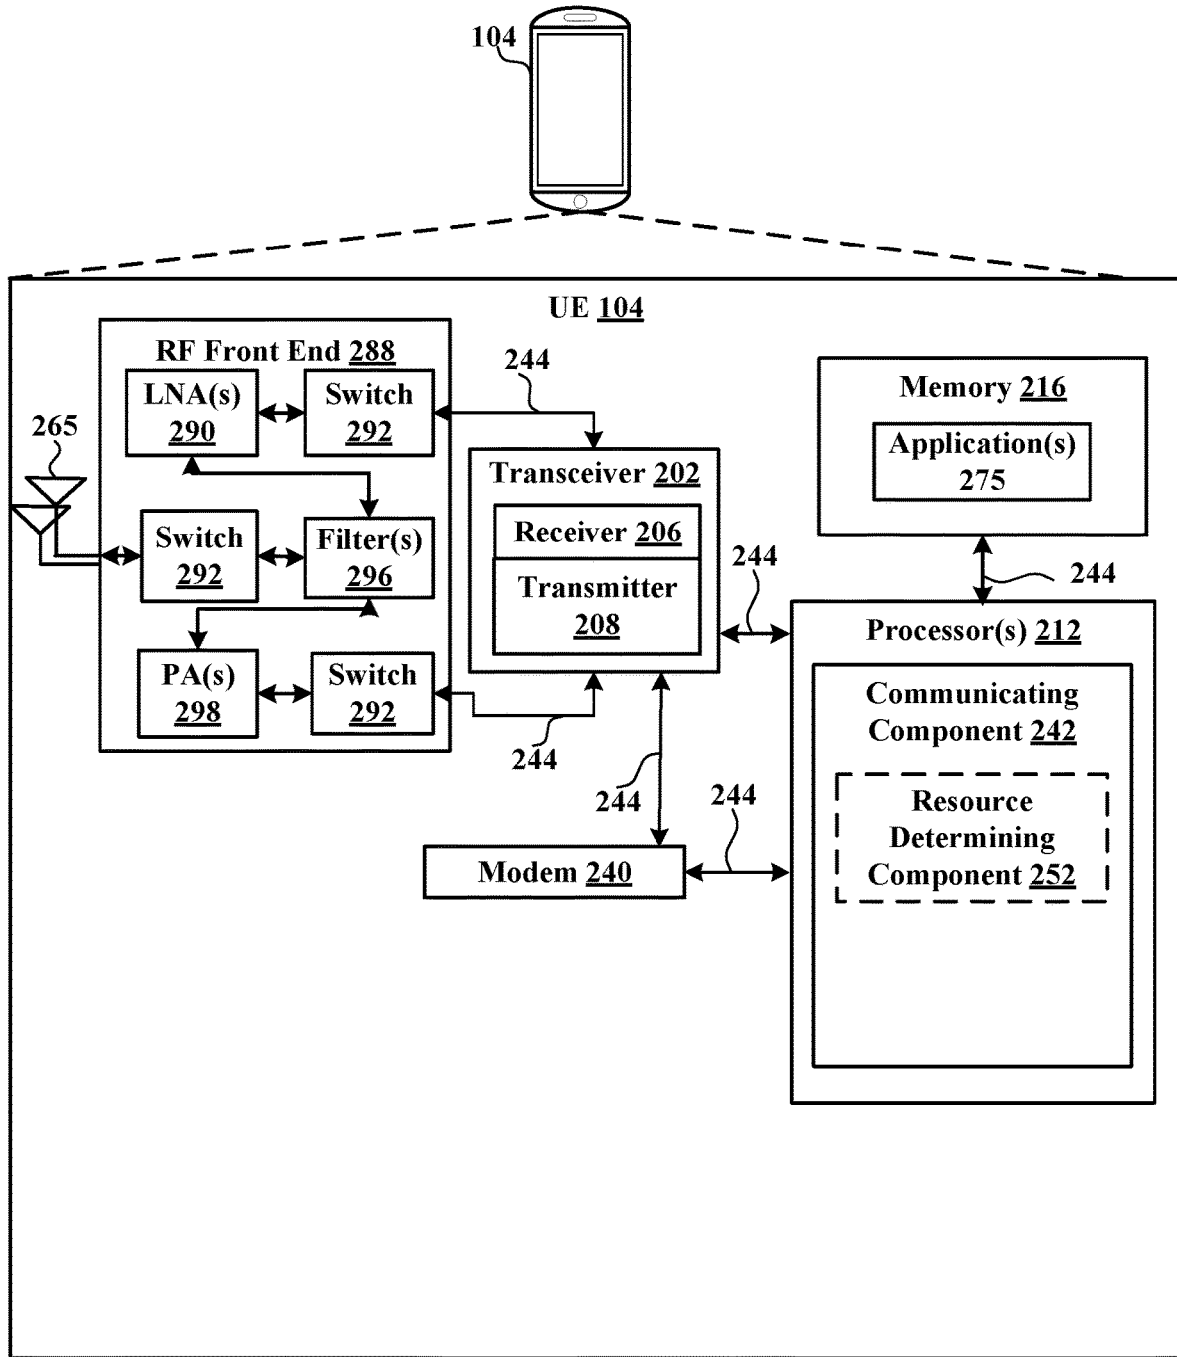 104
UE 104
RF Front End 288
LNA(s)
290
Switch
292
244
265
Switch
292
Filter(s)
296
PA(s)
298
Switch
292
244
Transceiver 202
Receiver 206
Transmitter
208
244
244
Modem 240
244
Memory 216
Application(s)
275
244
Processor(s) 212
Communicating
Component 242
Resource
Determining
Component 252